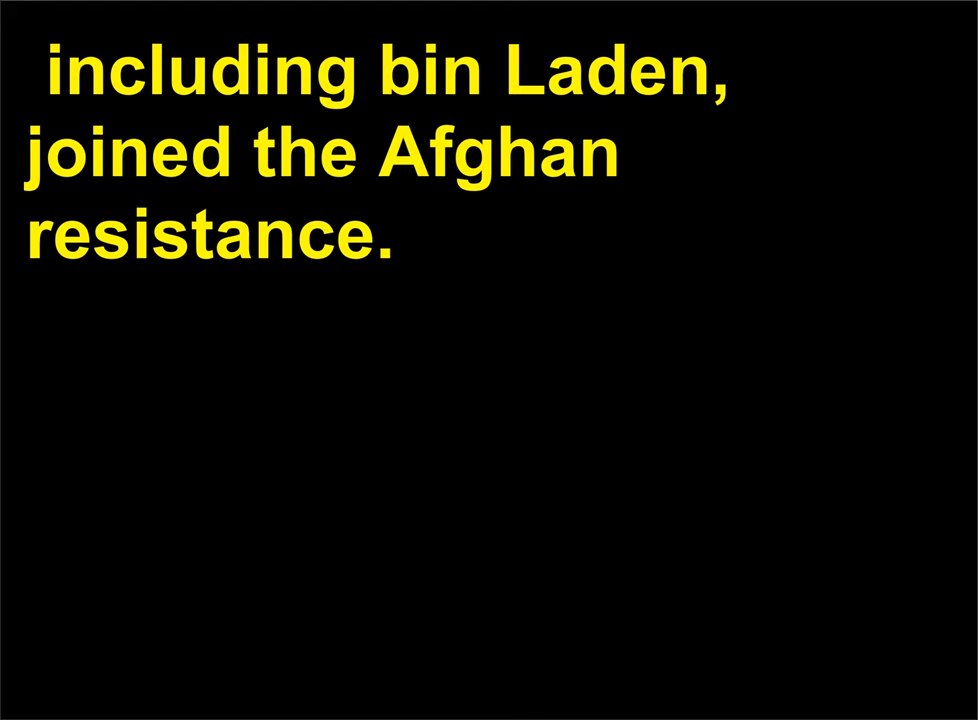 including bin Laden,
joined the Afghan
resistance.